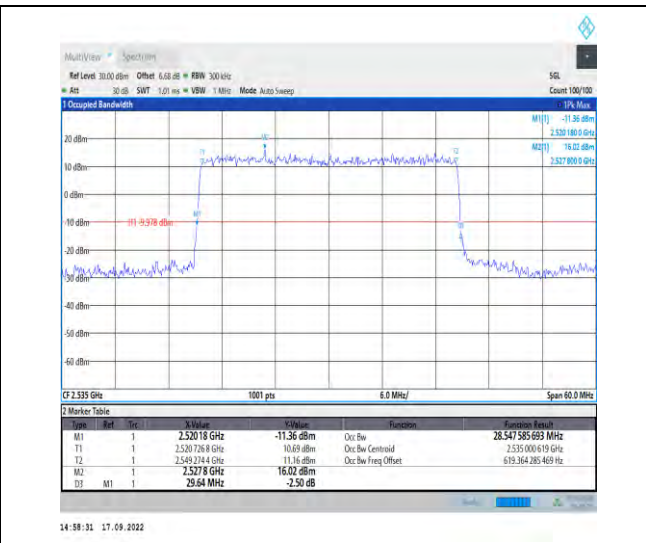 MultiView Spectrum
Ref Level 30.00 dBm Offset 6.68 dB RBW 300 kHz SGL
Att 30 dB SWT 1.01 ms VBW 1 MHz Mode Auto Sweep Count 100/100
1 Occupied Bandwidth 1Pk Max
M1[1] -11.36 dBm
2.520 180 0 GHz
M2[1] 16.02 dBm
2.527 800 0 GHz
20 dBm
M2
T1 T2
10 dBm
0 dBm
M1
-10 dBm H1 -9.978 dBm
-20 dBm
-30 dBm
-40 dBm
-50 dBm
-60 dBm
CF 2.535 GHz 1001 pts 6.0 MHz/ Span 60.0 MHz
2 Marker Table
Type Ref Trc X-Value Y-Value Function Function Result
M1 1 2.52018 GHz -11.36 dBm Occ Bw 28.547 585 693 MHz
T1 1 2.520 726 8 GHz 10.69 dBm Occ Bw Centroid 2.535 000 619 GHz
T2 1 2.549 274 4 GHz 11.16 dBm Occ Bw Freq Offset 619.364 285 469 Hz
M2 1 2.5278 GHz 16.02 dBm
D3 M1 1 29.64 MHz -2.50 dB
14:58:31 17.09.2022